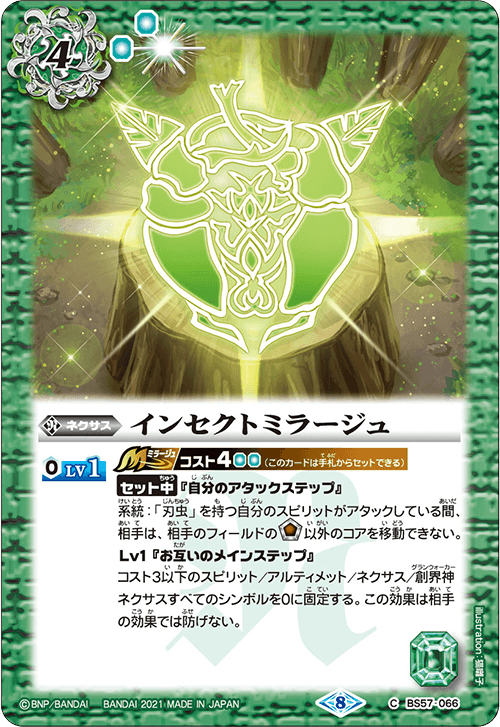 4
ネクサス インセクトミラージュ
0 LV1 Mミラージュ コスト4 (このカードは手札からセットできる)
セット中『自分のアタックステップ』
系統:「刃虫」を持つ自分のスピリットがアタックしている間、
相手は、相手のフィールドの以外のコアを移動できない。
Lv1『お互いのメインステップ』
コスト3以下のスピリット/アルティメット/ネクサス/創界神
ネクサスすべてのシンボルを0に固定する。この効果は相手
の効果では防げない。
illustration:
©BNP/BANDAI BANDAI 2021 MADE IN JAPAN 8 C BS57-066